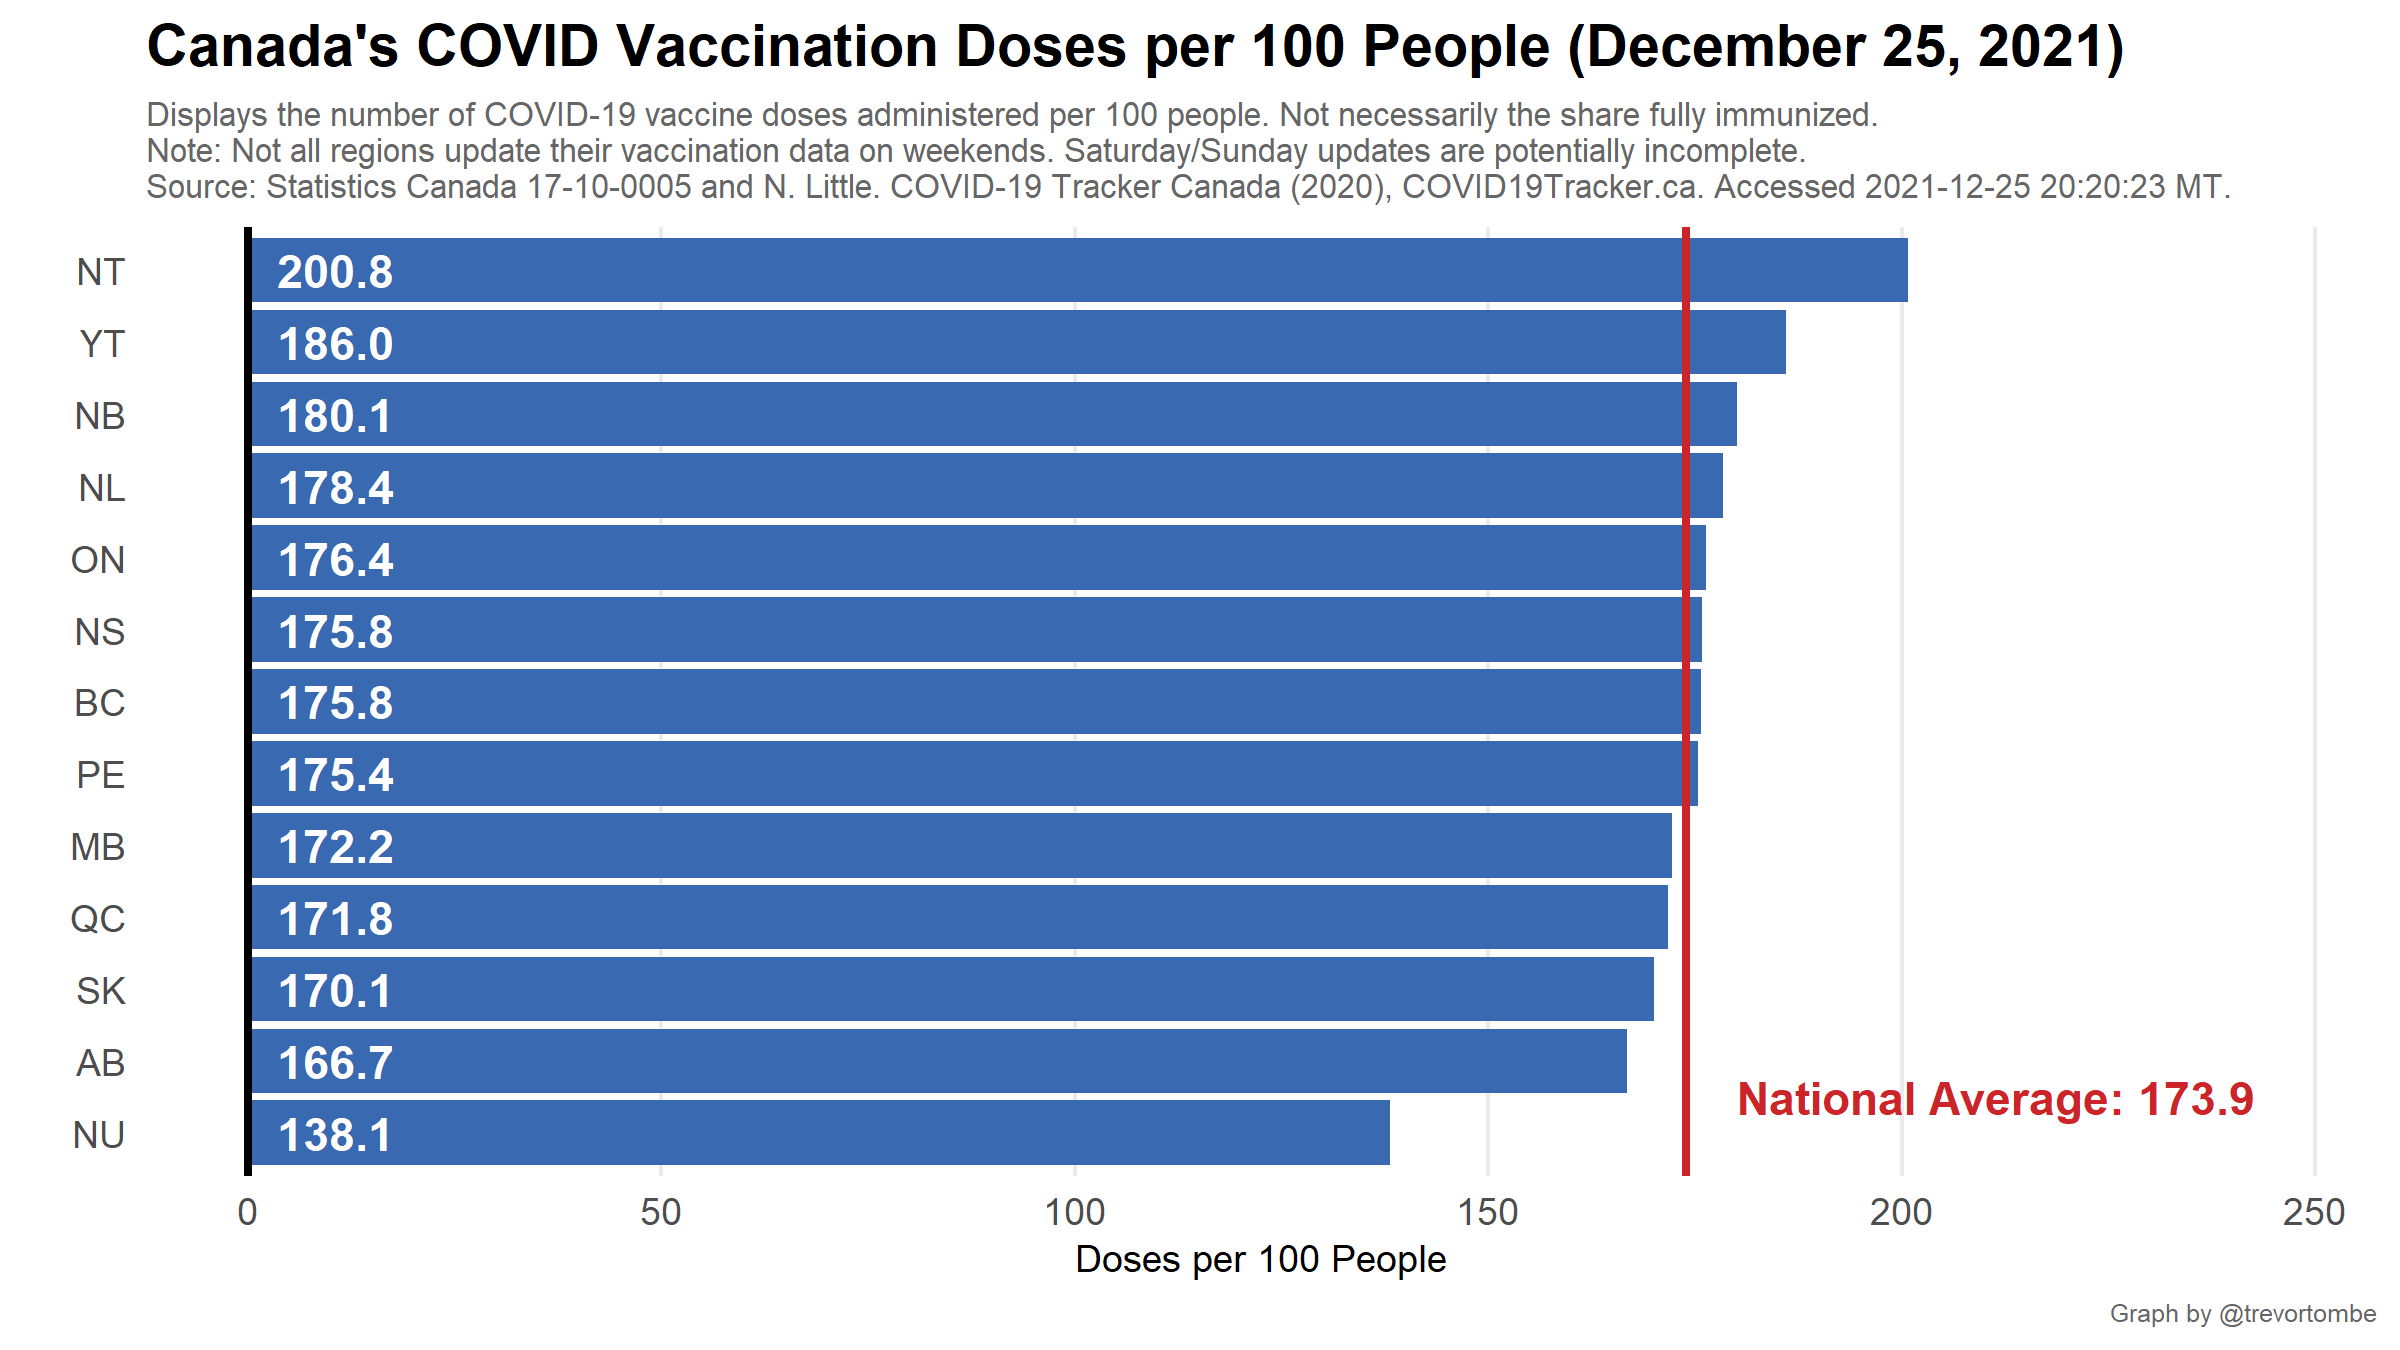 Canada's COVID Vaccination Doses per 100 People (December 25, 2021)
Displays the number of COVID-19 vaccine doses administered per 100 people. Not necessarily the share fully immunized.
Note: Not all regions update their vaccination data on weekends. Saturday/Sunday updates are potentially incomplete.
Source: Statistics Canada 17-10-0005 and N. Little. COVID-19 Tracker Canada (2020), COVID19Tracker.ca. Accessed 2021-12-25 20:20:23 MT.
NT 200.8
YT 186.0
NB 180.1
NL 178.4
ON 176.4
NS 175.8
BC 175.8
PE 175.4
MB 172.2
QC 171.8
SK 170.1
AB 166.7
National Average: 173.9
NU 138.1
0 50 100 150 200 250
Doses per 100 People
Graph by @trevortombe